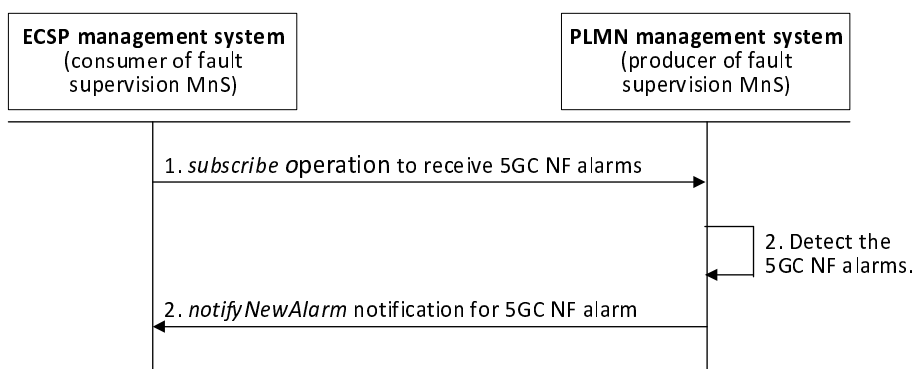 ECSP management system
(consumer of fault
supervision MnS)
PLMN management system
(producer of fault
supervision MnS)
1. subscribe operation to receive 5GC NF alarms
2. Detect the
5GC NF alarms.
2. notifyNewAlarm notification for 5GC NF alarm